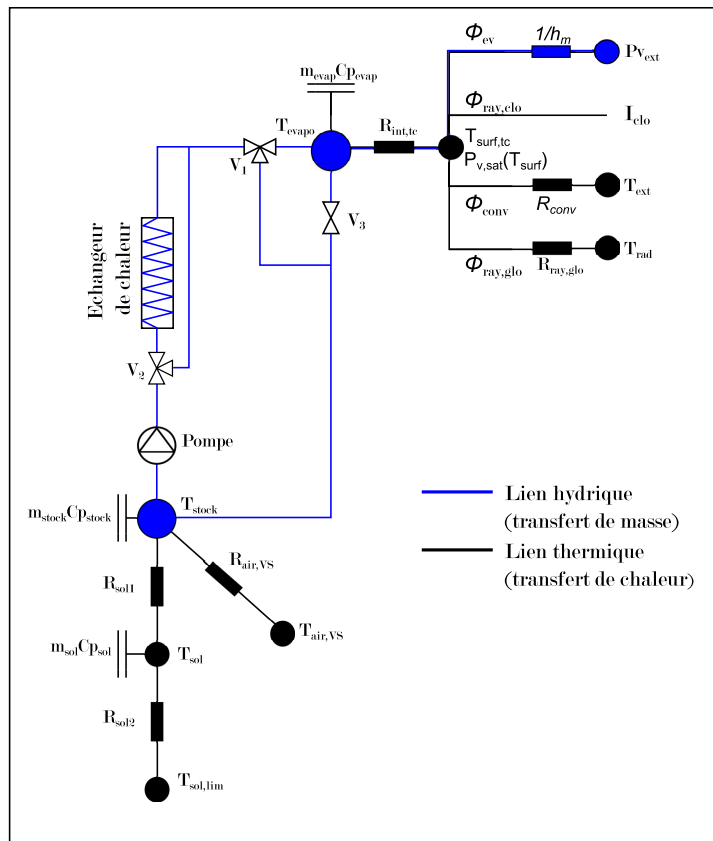 Φev
1/hm
Pvext
mevapCpevap
Φray,clo
Iclo
Tevapo
Rint,tc
Tsurf,tc
Pv,sat(Tsurf)
V1
Φconv
Rconv
Text
V3
Φray,glo
Rray,glo
Trad
Echangeur
de chaleur
V2
Pompe
Lien hydrique
(transfert de masse)
Lien thermique
(transfert de chaleur)
mstockCpstock
Tstock
Rair,VS
Rsol1
Tair,VS
msolCpsol
Tsol
Rsol2
Tsol,lim